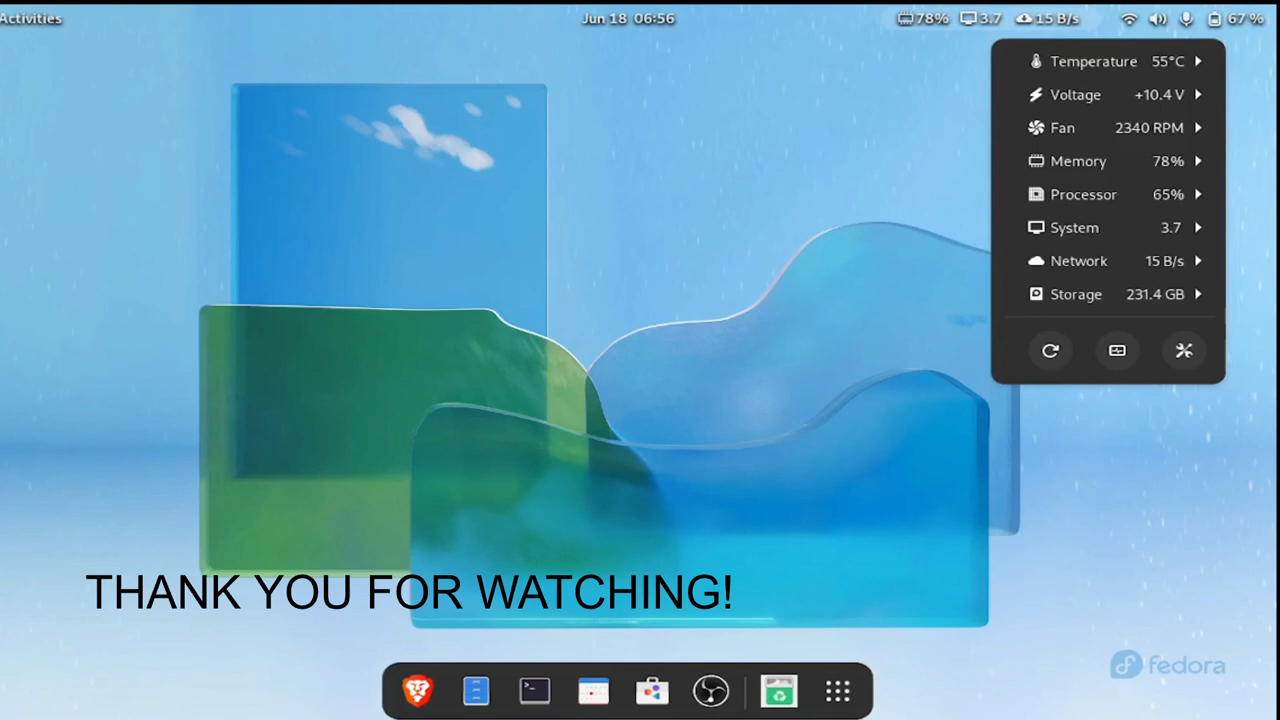 Activities
Jun 18 06:56
78% 3.7 15 B/s 67 %
Temperature 55°C
Voltage +10.4 V
Fan 2340 RPM
Memory 78%
Processor 65%
System 3.7
Network 15 B/s
Storage 231.4 GB
THANK YOU FOR WATCHING!
fedora